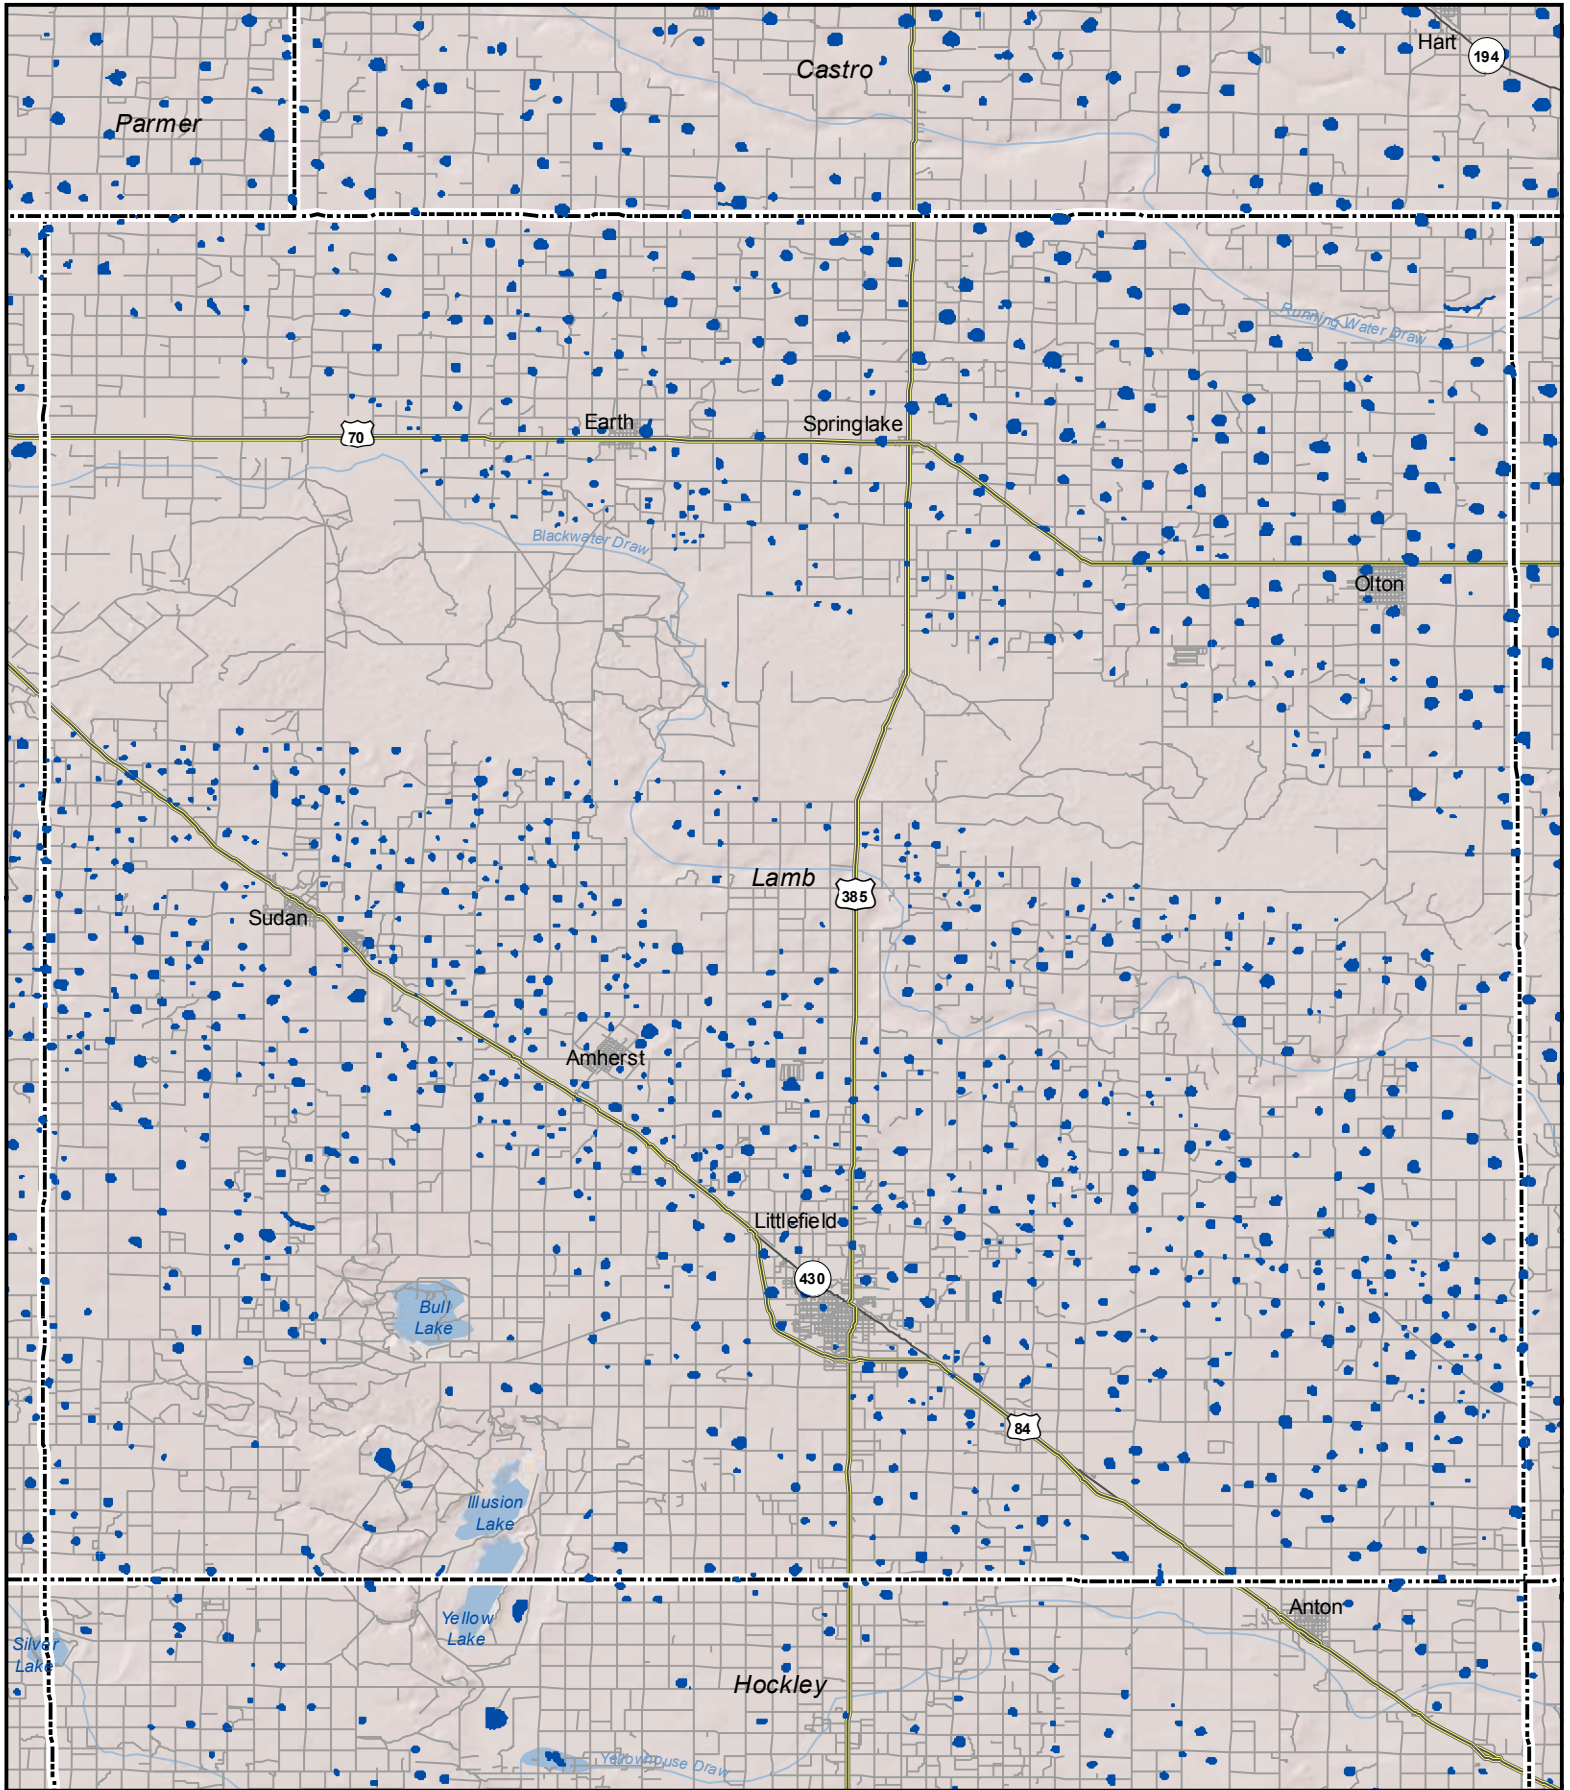 Hart
194
Castro
Parmer
Running Water Draw
Earth
Springlake
70
Blackwater Draw
Olton
Lamb
385
Sudan
Amherst
Littlefield
430
Bull
Lake
84
Illusion
Lake
Anton
Yellow
Lake
Silver
Lake
Hockley
Yellowhouse Draw